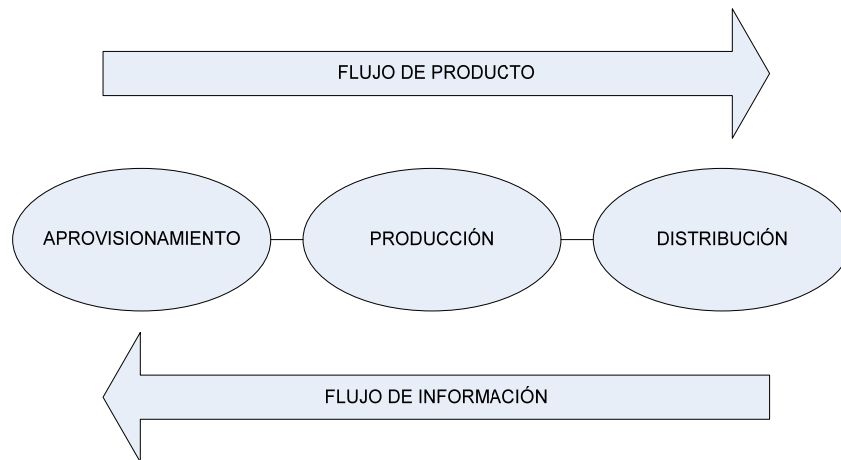 FLUJO DE PRODUCTO
APROVISIONAMIENTO
PRODUCCIÓN
DISTRIBUCIÓN
FLUJO DE INFORMACIÓN